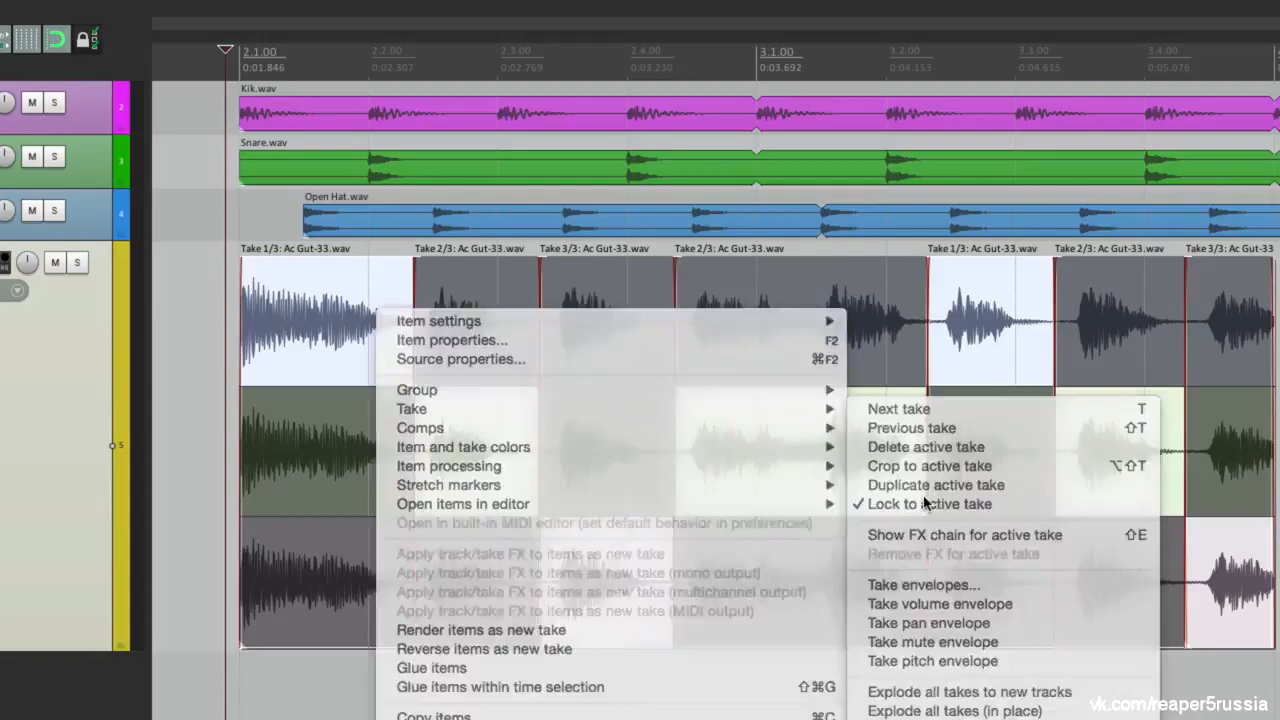 2.1.00 2.2.00 2.3.00 2.4.00 3.1.00 3.2.00 3.3.00 3.4.00
0:01.846 0:02.307 0:02.769 0:03.230 0:03.692 0:04.153 0:04.615 0:05.076
Kik.wav
M S 2
Snare.wav
M S 3
Open Hat.wav
M S 4
Take 1/3: Ac Gut-33.wav Take 2/3: Ac Gut-33.wav Take 3/3: Ac Gut-33.wav Take 2/3: Ac Gut-33.wav Take 1/3: Ac Gut-33.wav Take 2/3: Ac Gut-33.wav Take 3/3: Ac Gut-33
M S
5
Item settings
Item properties... F2
Source properties... ⌘F2
Group
Take
Comps
Item and take colors
Item processing
Stretch markers
Open items in editor
Open in built-in MIDI editor (set default behavior in preferences)
Apply track/take FX to items as new take
Apply track/take FX to items as new take (mono output)
Apply track/take FX to items as new take (multichannel output)
Apply track/take FX to items as new take (MIDI output)
Render items as new take
Reverse items as new take
Glue items
Glue items within time selection ⇧⌘G
Copy items ⌘C
Next take T
Previous take ⇧T
Delete active take
Crop to active take ⌥⇧T
Duplicate active take
✓ Lock to active take
Show FX chain for active take ⇧E
Remove FX for active take
Take envelopes...
Take volume envelope
Take pan envelope
Take mute envelope
Take pitch envelope
Explode all takes to new tracks
Explode all takes (in place)
vk.com/reaper5russia